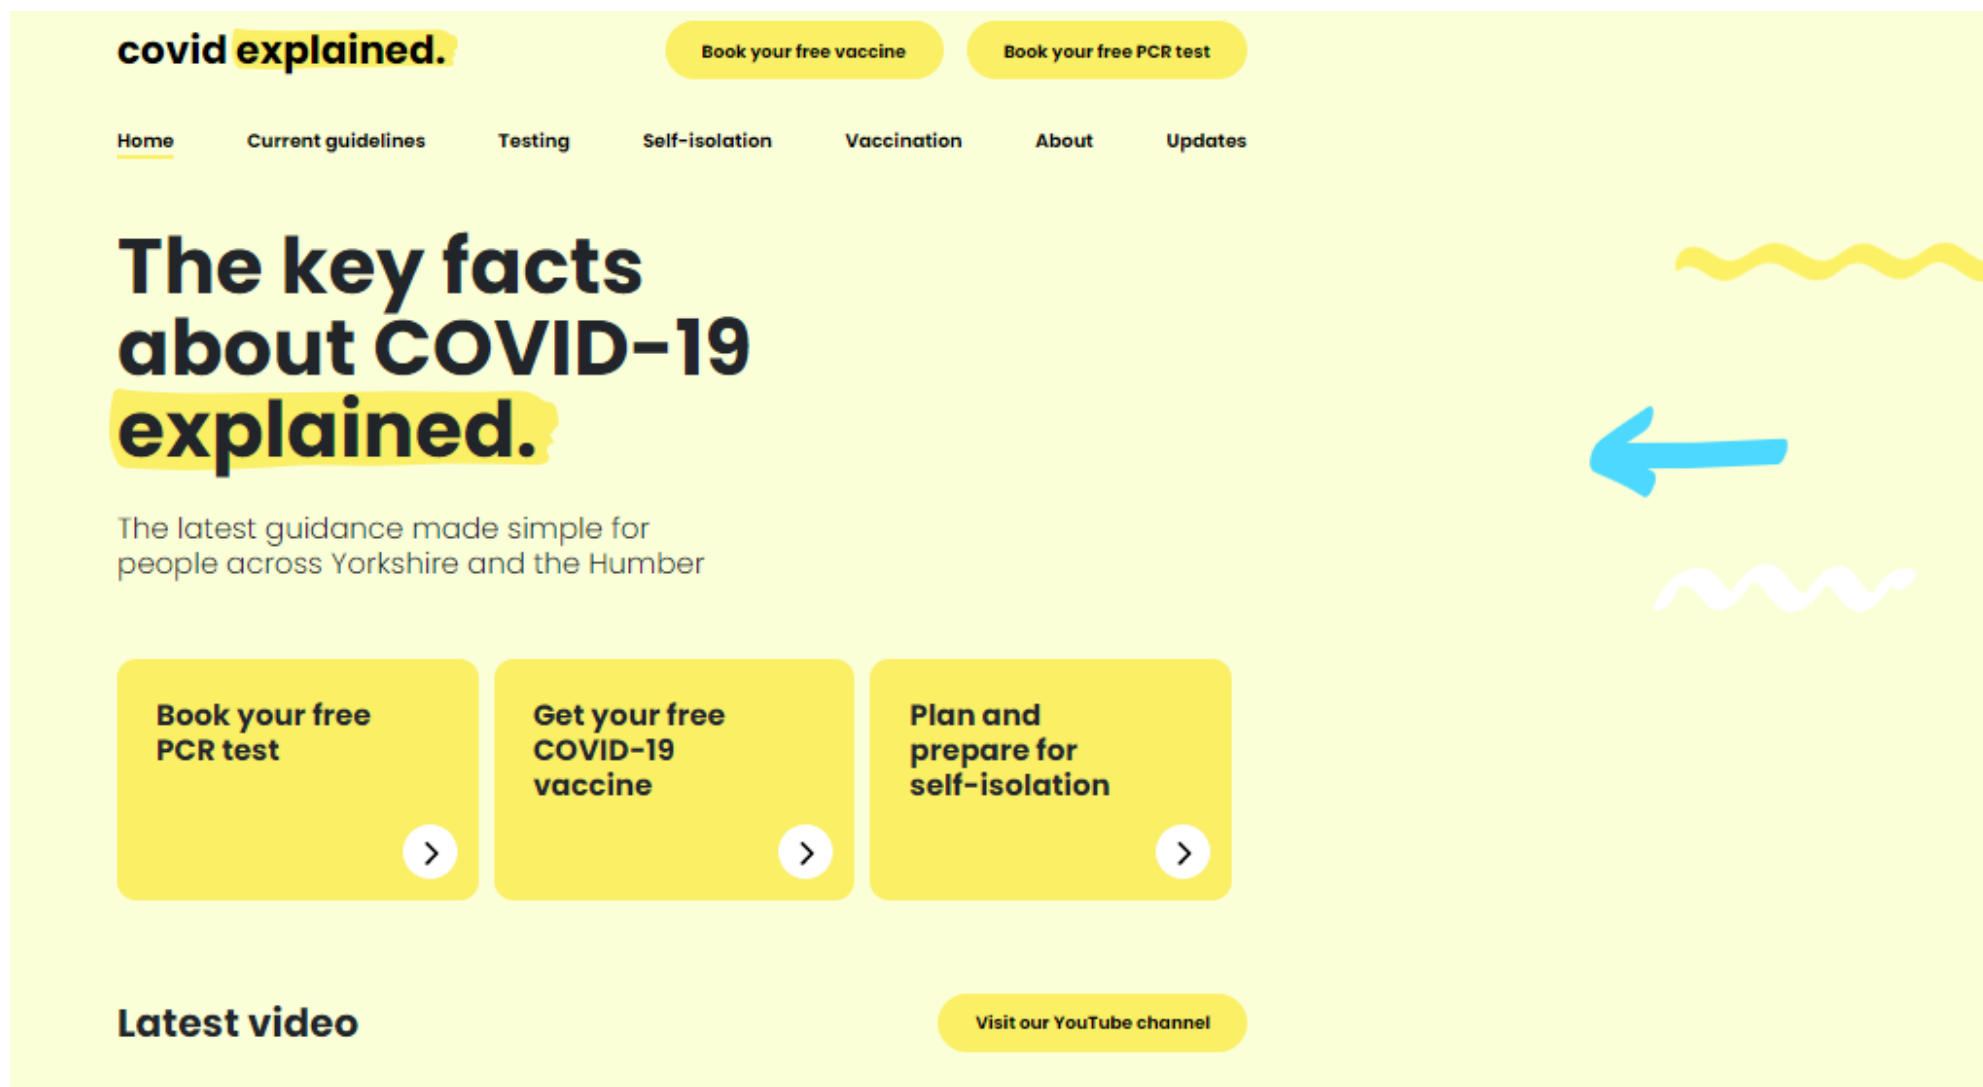 covid explained.
Book your free vaccine
Book your free PCR test
Home
Current guidelines
Testing
Self-isolation
Vaccination
About
Updates
The key facts
about COVID-19
explained.
The latest guidance made simple for
people across Yorkshire and the Humber
Book your free
PCR test
Get your free
COVID-19
vaccine
Plan and
prepare for
self-isolation
Latest video
Visit our YouTube channel